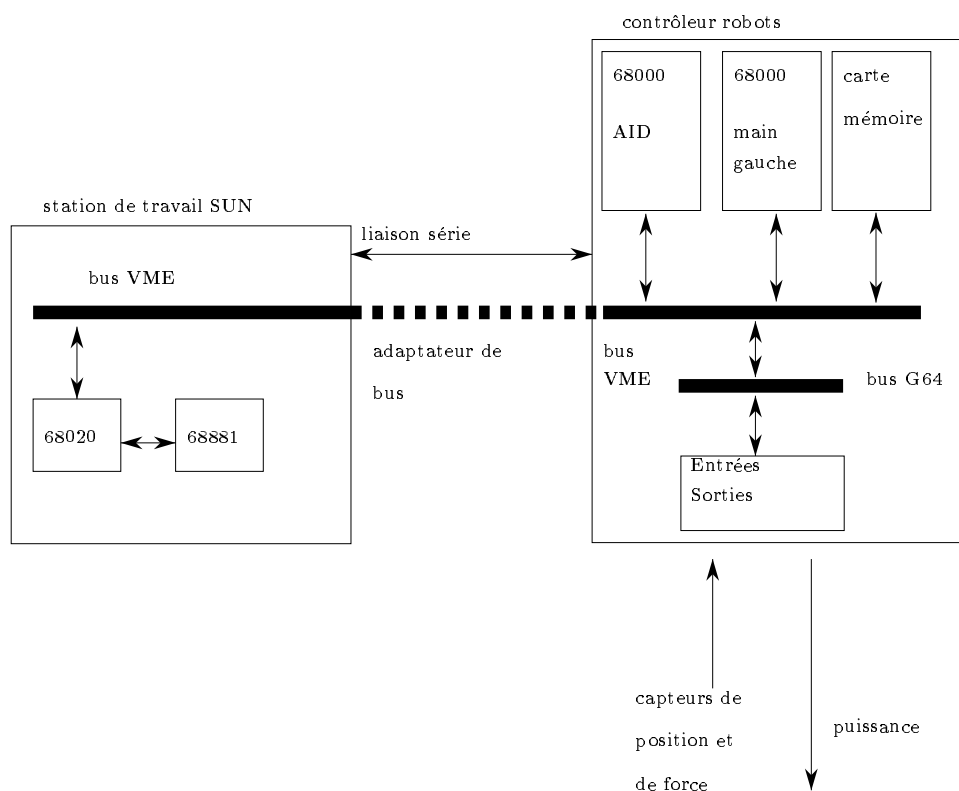 contrôleur robots
68000
AID
68000
main
gauche
carte
mémoire
station de travail SUN
liaison série
bus VME
adaptateur de
bus
bus
VME
bus G64
68020
68881
Entrées
Sorties
capteurs de
position et
de force
puissance